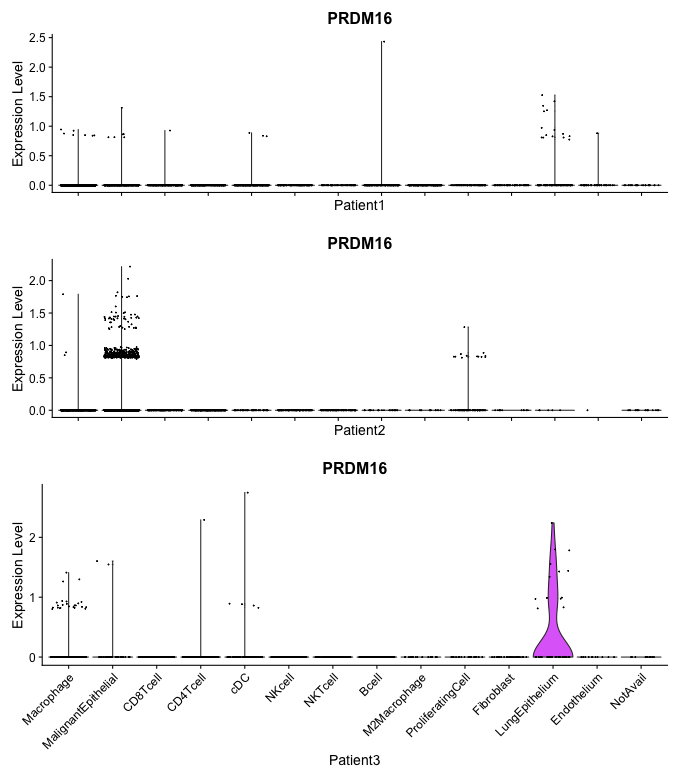 PRDM16
Expression Level
2.5
2.0
1.5
1.0
0.5
0.0
Patient1
PRDM16
Expression Level
2.0
1.5
1.0
0.5
0.0
Patient2
PRDM16
Expression Level
2
1
0
Macrophage
MalignantEpithelial
CD8Tcell
CD4Tcell
cDC
NKcell
NKTcell
Bcell
M2Macrophage
ProliferatingCell
Fibroblast
LungEpithelium
Endothelium
NotAvail
Patient3